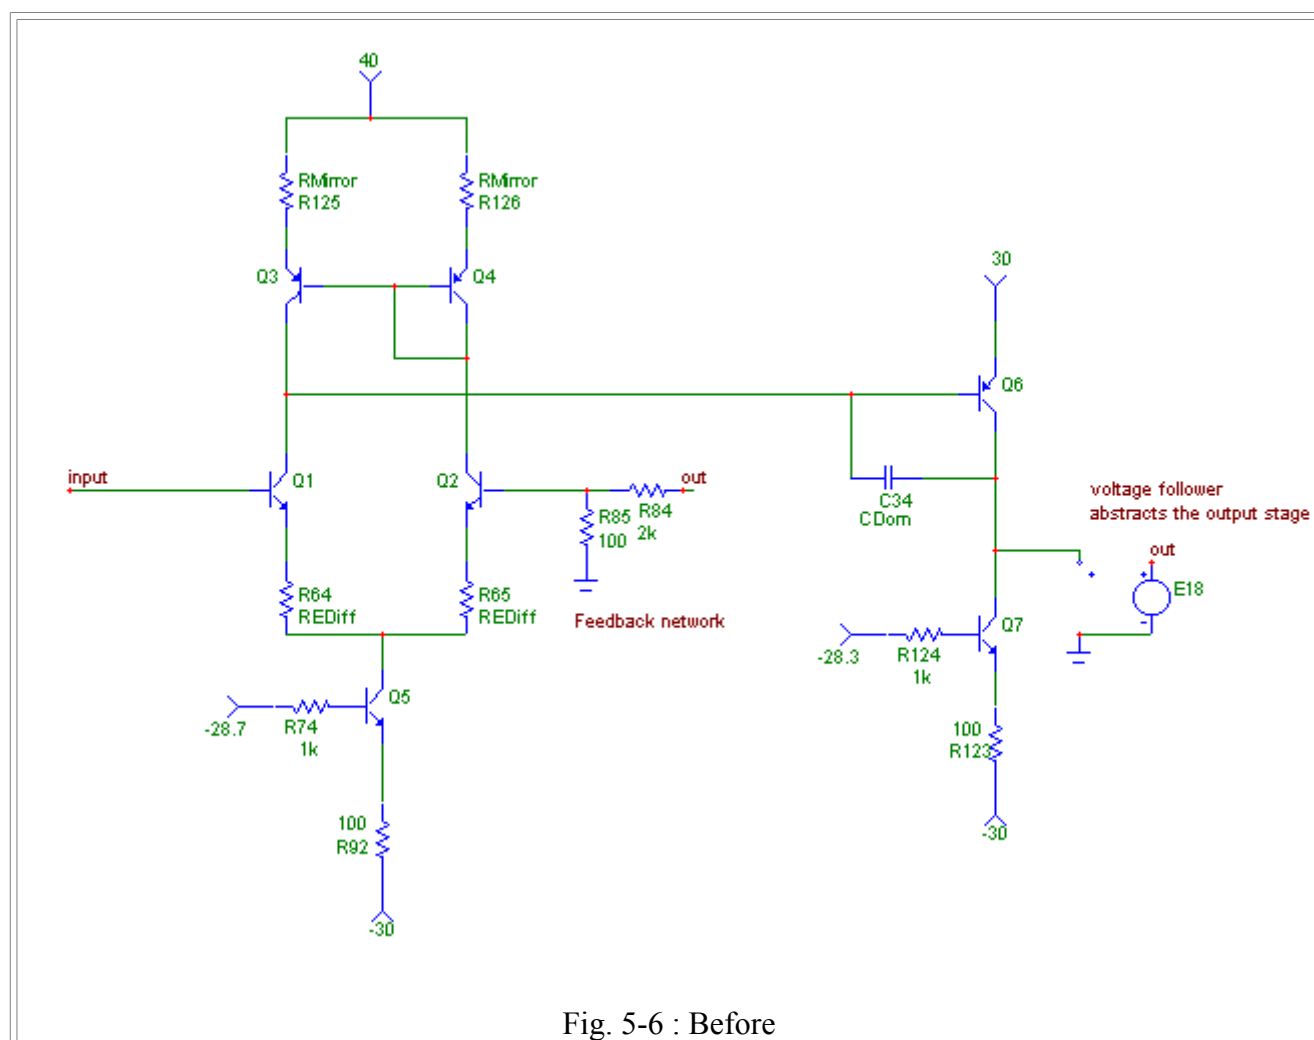 40
RMirror
R125
RMirror
R126
Q3
Q4
30
Q6
input
Q1
Q2
out
R85
100
R84
2k
C34
CDom
voltage follower
abstracts the output stage
out
E18
R64
REDiff
R65
REDiff
Feedback network
Q7
-28.3
R124
1k
Q5
-28.7
R74
1k
100
R123
-30
100
R92
-30
Fig. 5-6 : Before